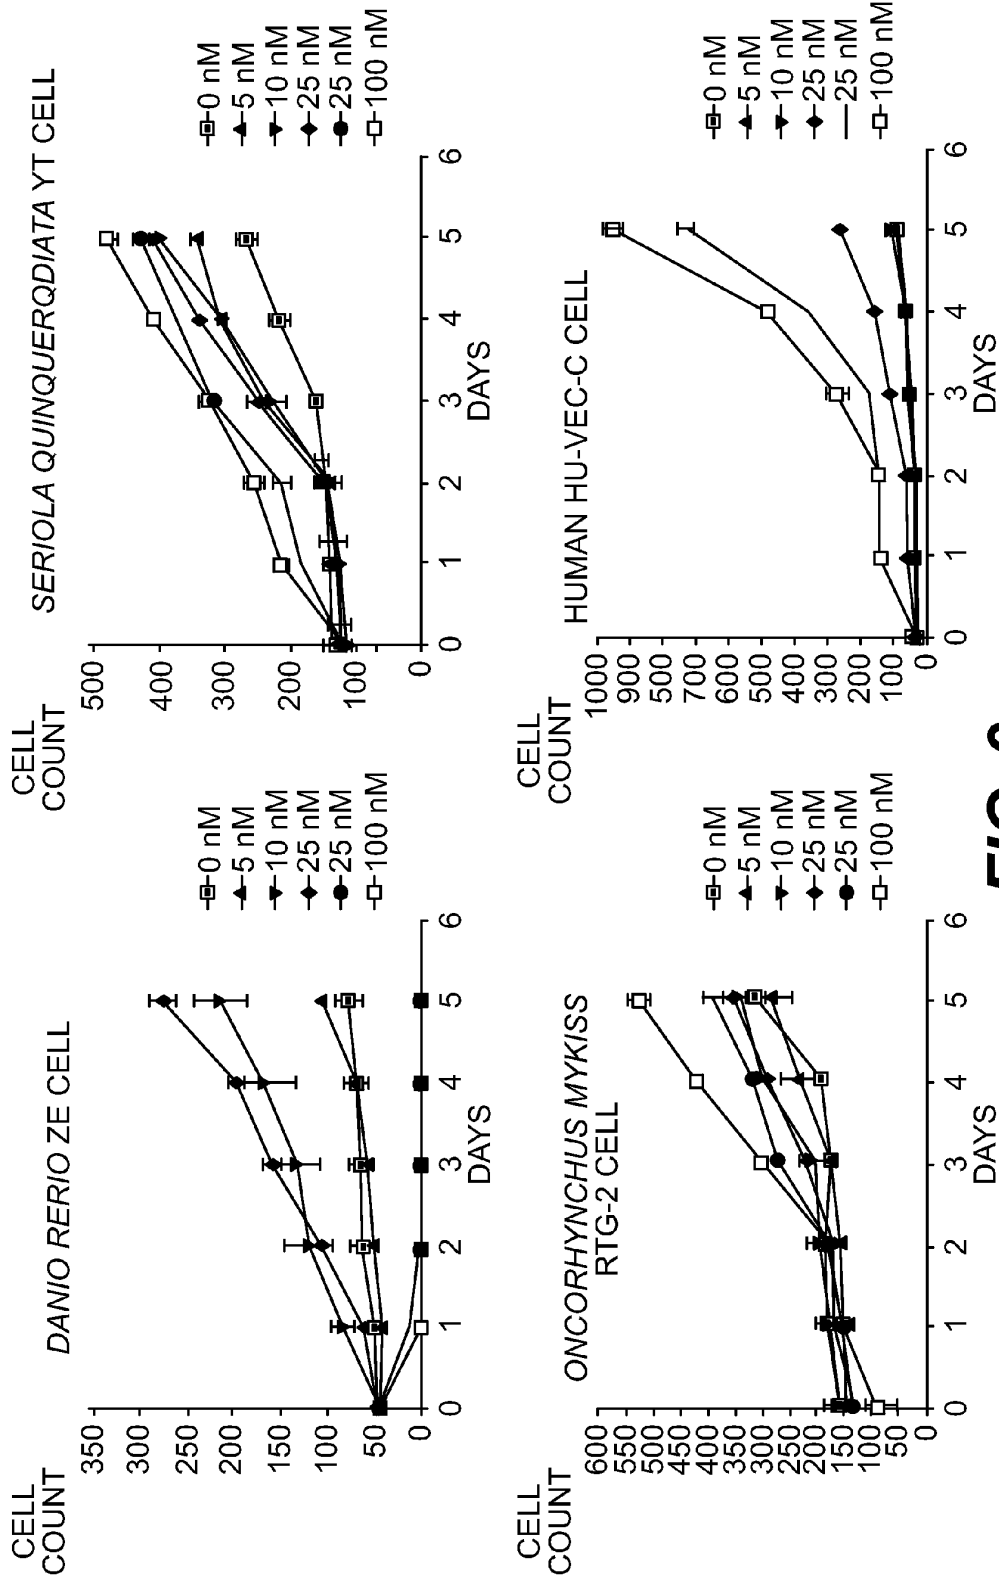 DANIO RERIO ZE CELL
CELL
COUNT
350
300
250
200
150
100
50
0
0 1 2 3 4 5 6
DAYS
0 nM
5 nM
10 nM
25 nM
25 nM
100 nM
SERIOLA QUINQUERQDIATA YT CELL
CELL
COUNT
500
400
300
200
100
0
0 1 2 3 4 5 6
DAYS
0 nM
5 nM
10 nM
25 nM
25 nM
100 nM
ONCORHYNCHUS MYKISS
RTG-2 CELL
CELL
COUNT
600
550
500
450
400
350
300
250
200
150
100
50
0
0 1 2 3 4 5 6
DAYS
0 nM
5 nM
10 nM
25 nM
25 nM
100 nM
HUMAN HU-VEC-C CELL
CELL
COUNT
1000
900
800
700
600
500
400
300
200
100
0
0 1 2 3 4 5 6
DAYS
0 nM
5 nM
10 nM
25 nM
25 nM
100 nM
FIG.